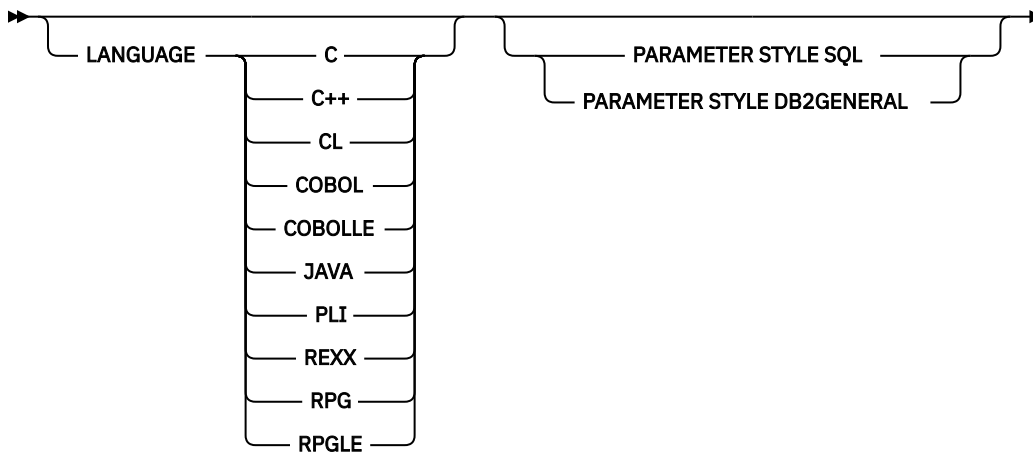 LANGUAGE C PARAMETER STYLE SQL
C++ PARAMETER STYLE DB2GENERAL
CL
COBOL
COBOLLE
JAVA
PLI
REXX
RPG
RPGLE